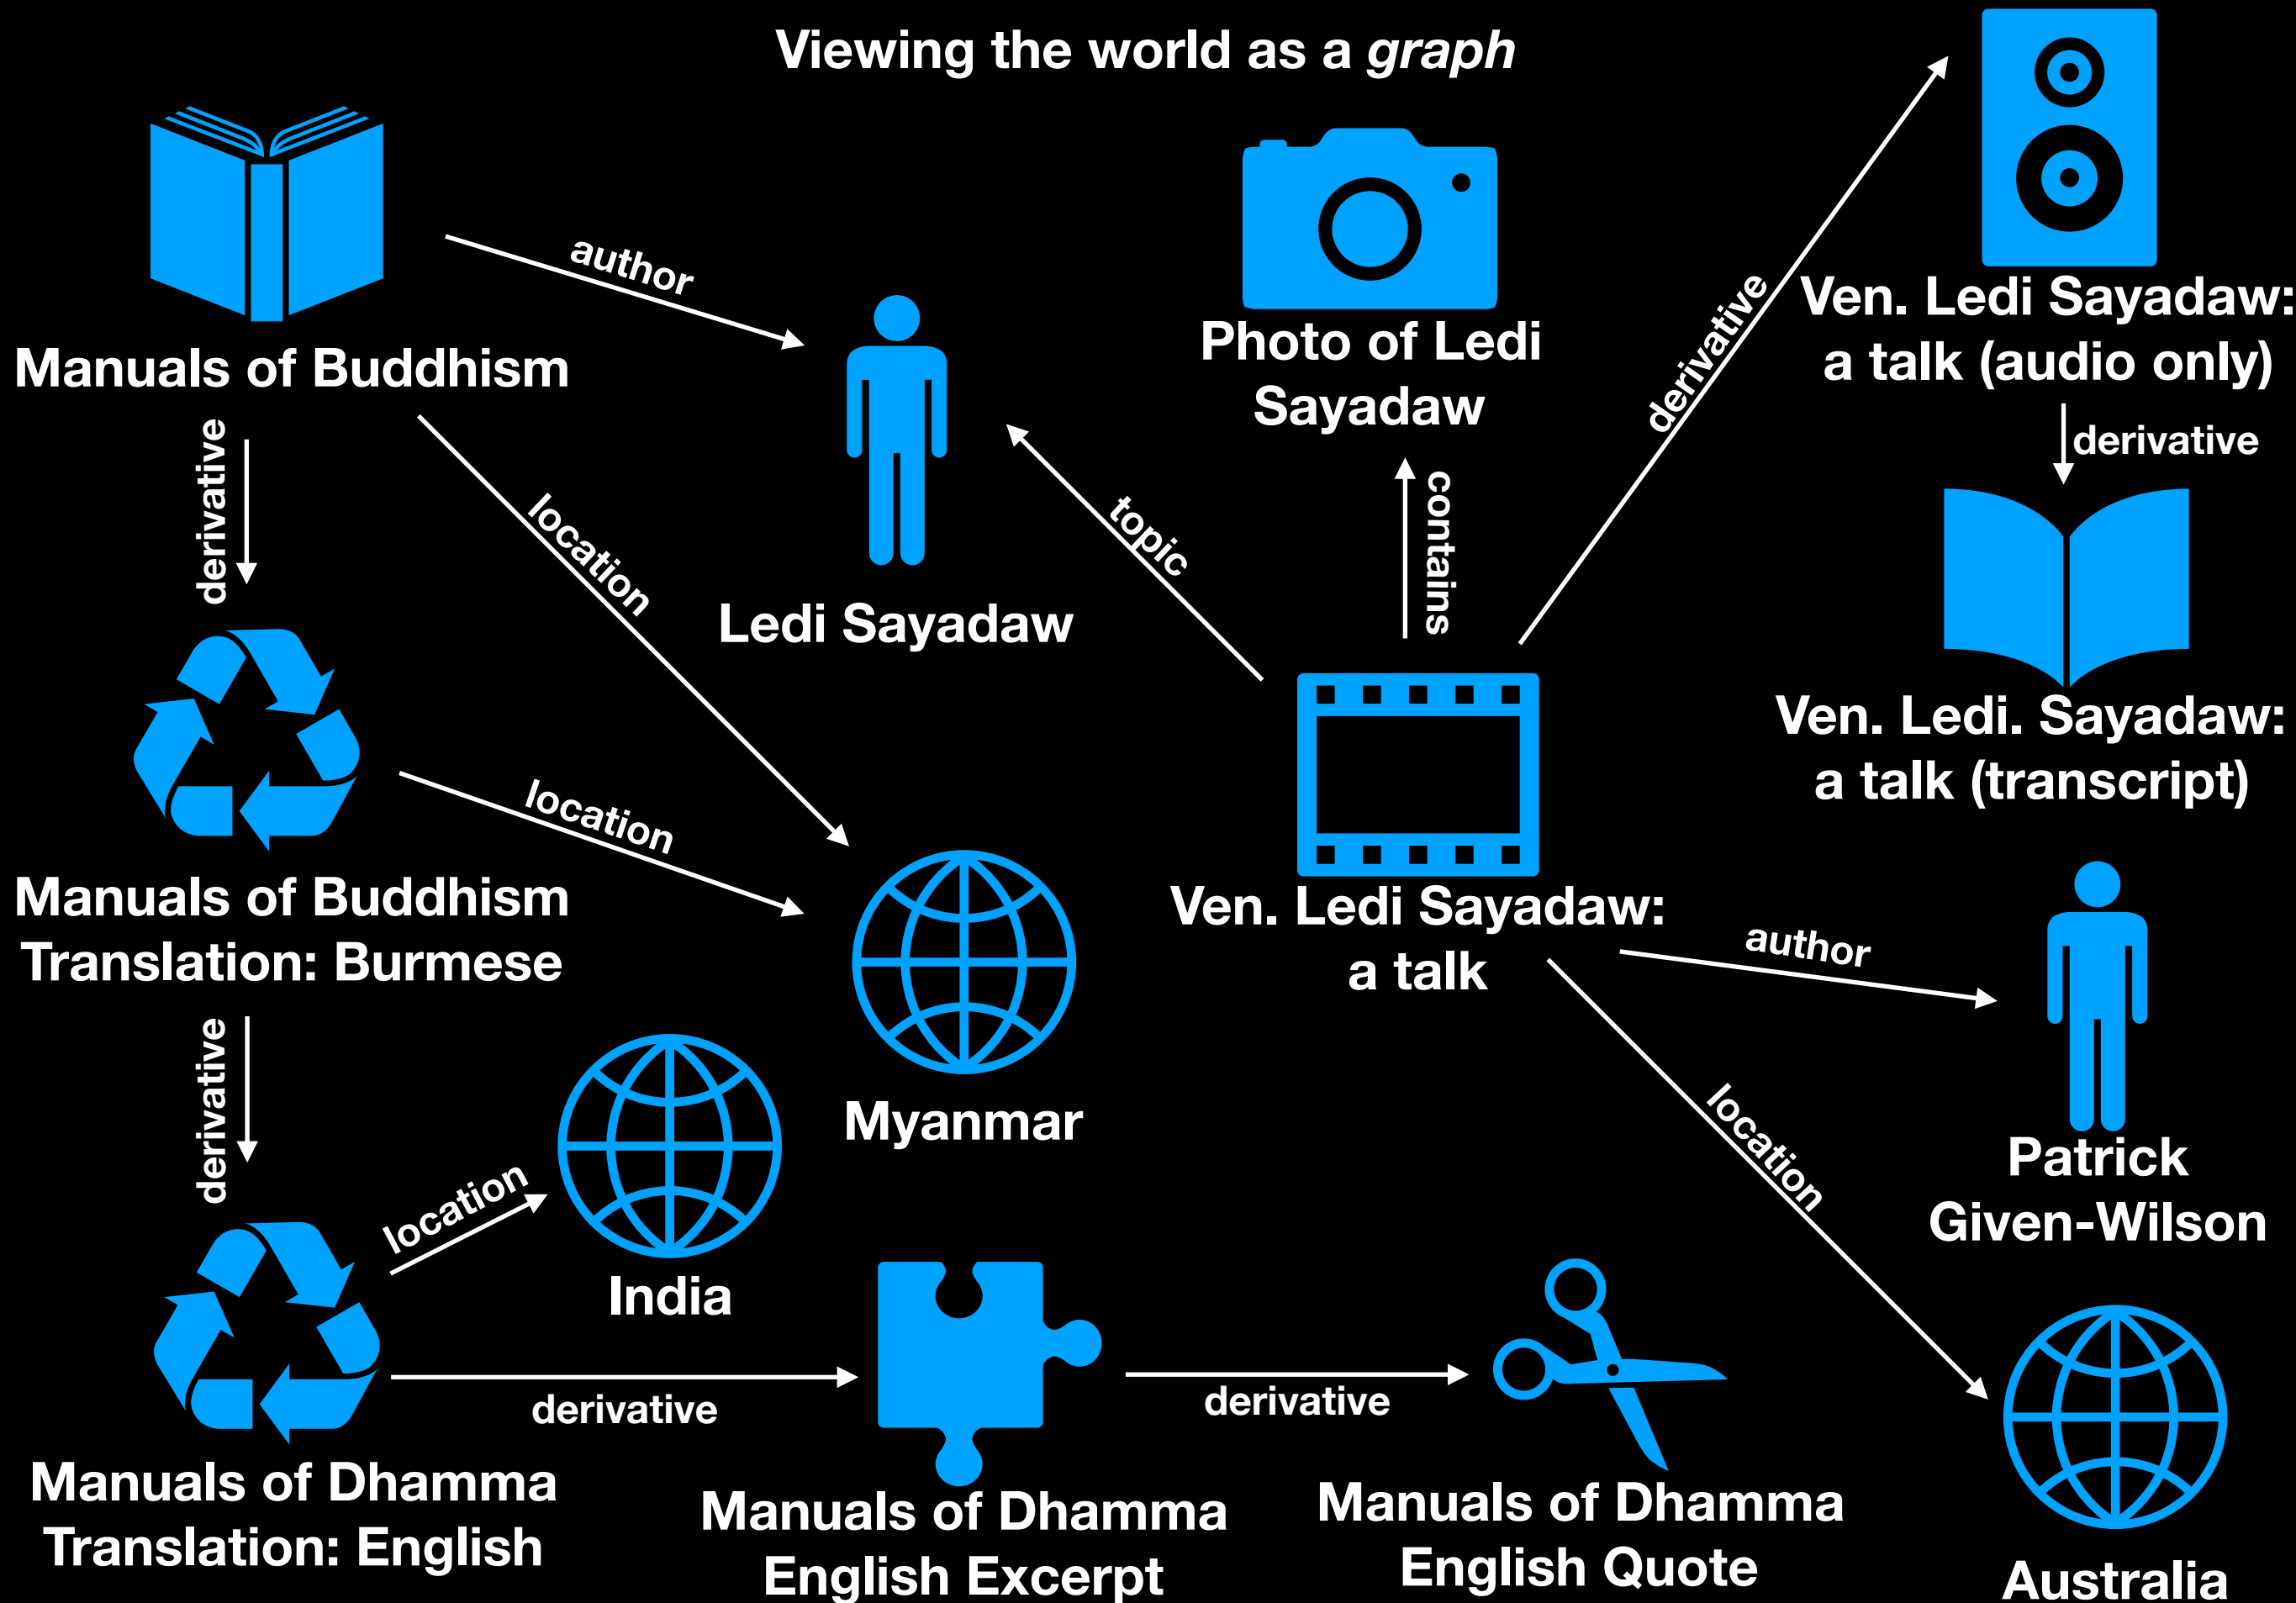 Viewing the world as a graph
Manuals of Buddhism
author
Ledi Sayadaw
Photo of Ledi
Sayadaw
derivative
Ven. Ledi Sayadaw:
a talk (audio only)
derivative
Ven. Ledi. Sayadaw:
a talk (transcript)
derivative
location
topic
contains
Manuals of Buddhism
Translation: Burmese
location
Myanmar
Ven. Ledi Sayadaw:
a talk
author
Patrick
Given-Wilson
derivative
location
India
location
Australia
Manuals of Dhamma
Translation: English
derivative
Manuals of Dhamma
English Excerpt
derivative
Manuals of Dhamma
English Quote